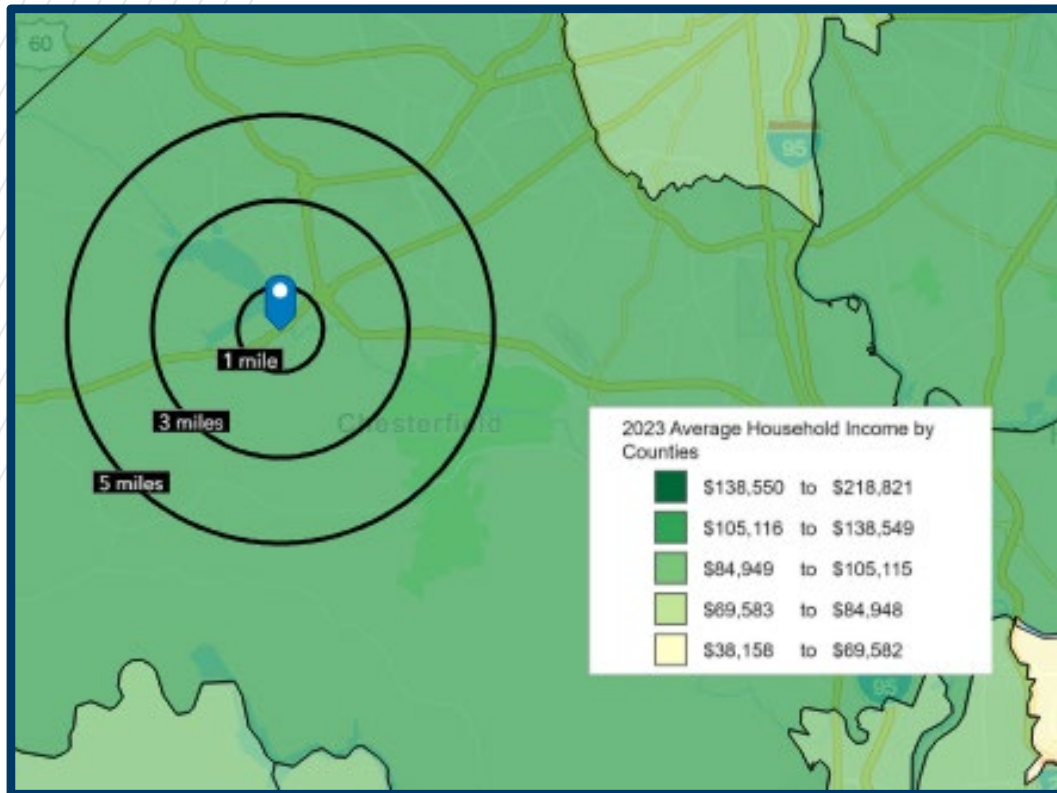 60
95
1 mile
3 miles
Chesterfield
5 miles
2023 Average Household Income by
Counties
$138,550 to $218,821
$105,116 to $138,549
$84,949 to $105,115
$69,583 to $84,948
$38,158 to $69,582
95